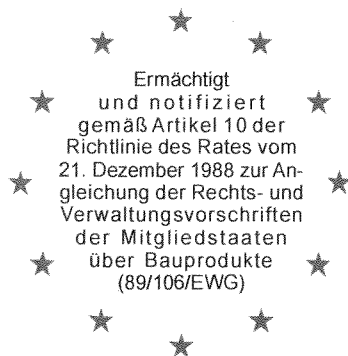 Ermächtigt
und notifiziert
gemäß Artikel 10 der
Richtlinie des Rates vom
21. Dezember 1988 zur An-
gleichung der Rechts- und
Verwaltungsvorschriften
der Mitgliedstaaten
über Bauprodukte
(89/106/EWG)